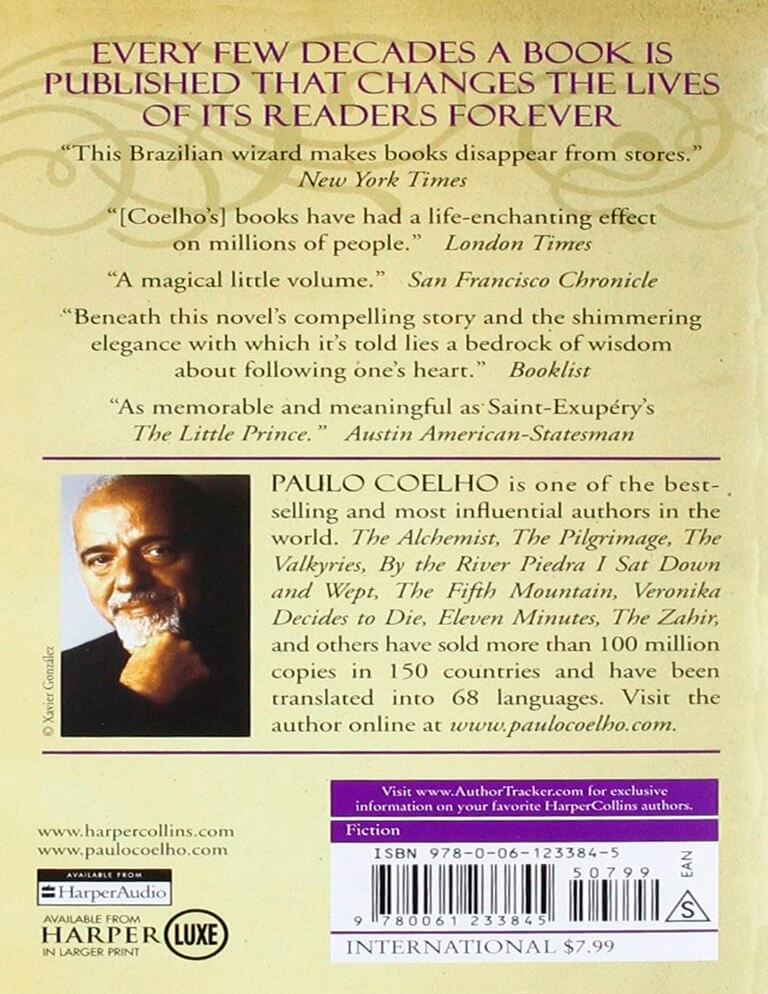 EVERY FEW DECADES A BOOK IS
PUBLISHED THAT CHANGES THE LIVES
OF ITS READERS FOREVER
“This Brazilian wizard makes books disappear from stores.”
New York Times
“[Coelho’s] books have had a life-enchanting effect
on millions of people.” London Times
“A magical little volume.” San Francisco Chronicle
“Beneath this novel’s compelling story and the shimmering
elegance with which it’s told lies a bedrock of wisdom
about following one’s heart.” Booklist
“As memorable and meaningful as Saint-Exupéry’s
The Little Prince.” Austin American-Statesman
PAULO COELHO is one of the best-
selling and most influential authors in the
world. The Alchemist, The Pilgrimage, The
Valkyries, By the River Piedra I Sat Down
and Wept, The Fifth Mountain, Veronika
Decides to Die, Eleven Minutes, The Zahir,
and others have sold more than 100 million
copies in 150 countries and have been
translated into 68 languages. Visit the
author online at www.paulocoelho.com.
© Xavier González
Visit www.AuthorTracker.com for exclusive
information on your favorite HarperCollins authors.
Fiction
ISBN 978-0-06-123384-5
50799
EAN
S
9 780061 233845
INTERNATIONAL $7.99
www.harpercollins.com
www.paulocoelho.com
AVAILABLE FROM
HarperAudio
AVAILABLE FROM
HARPER LUXE
IN LARGER PRINT